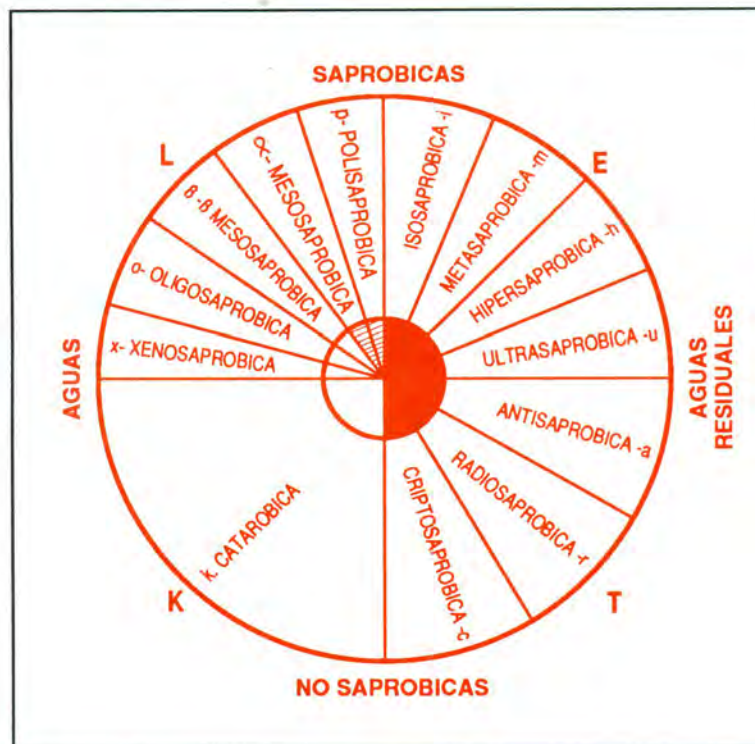 SAPROBICAS
L
E
p- POLISAPROBICA
∝- MESOSAPROBICA
β -β MESOSAPROBICA
o- OLIGOSAPROBICA
x- XENOSAPROBICA
ISOSAPROBICA -i
METASAPROBICA -m
HIPERSAPROBICA -h
ULTRASAPROBICA -u
AGUAS
AGUAS
RESIDUALES
ANTISAPROBICA -a
RADIOSAPROBICA -r
CRIPTOSAPROBICA -c
k. CATAROBICA
K
T
NO SAPROBICAS